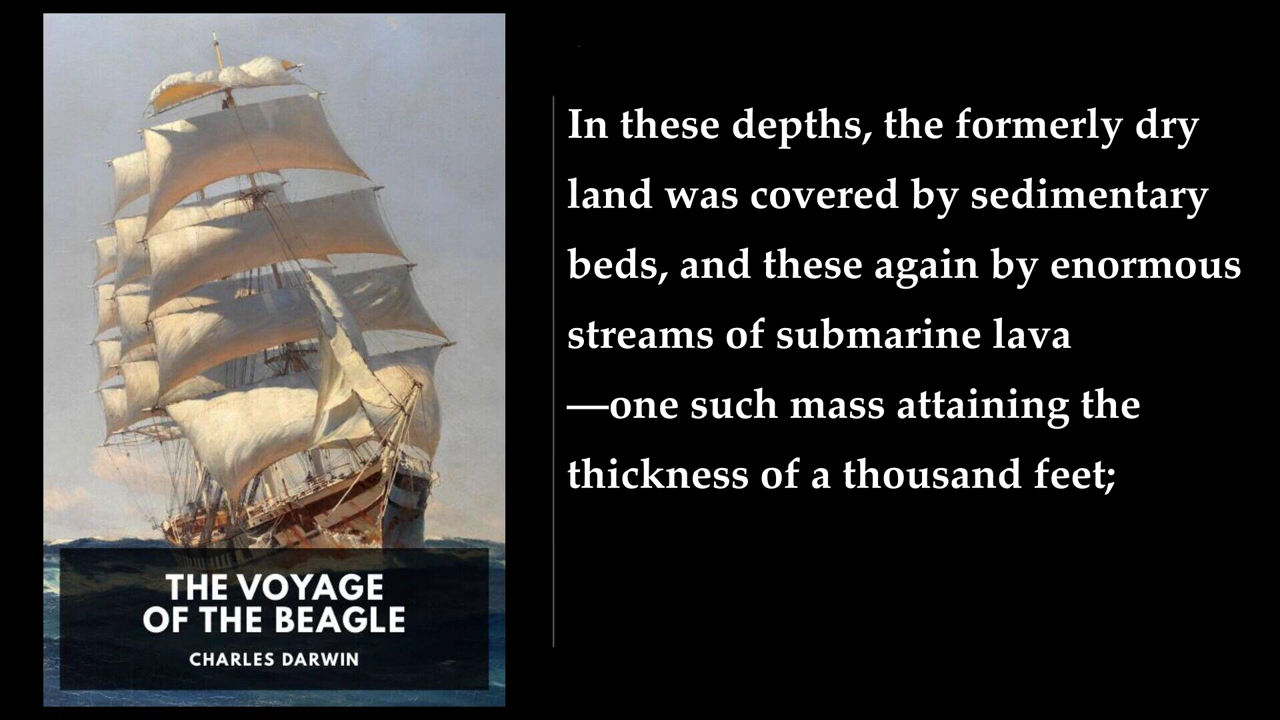 THE VOYAGE
OF THE BEAGLE
CHARLES DARWIN
In these depths, the formerly dry
land was covered by sedimentary
beds, and these again by enormous
streams of submarine lava
—one such mass attaining the
thickness of a thousand feet;